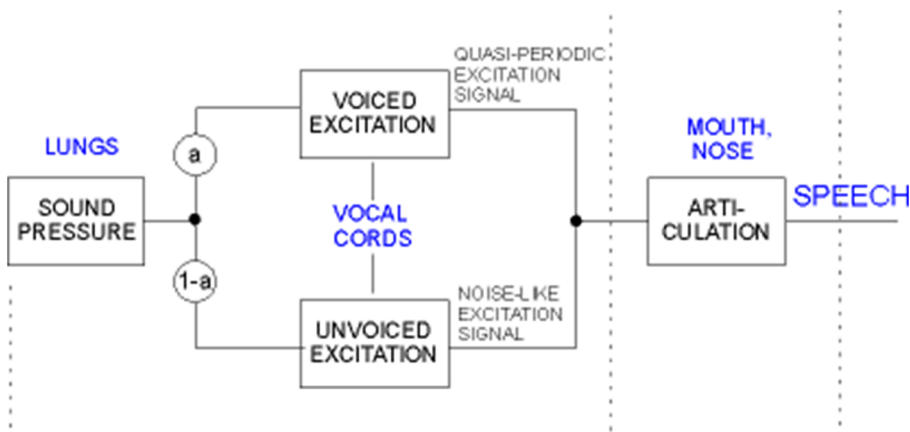 LUNGS
SOUND
PRESSURE
a
1-a
VOICED
EXCITATION
QUASI-PERIODIC
EXCITATION
SIGNAL
VOCAL
CORDS
UNVOICED
EXCITATION
NOISE-LIKE
EXCITATION
SIGNAL
MOUTH,
NOSE
ARTI-
CULATION
SPEECH